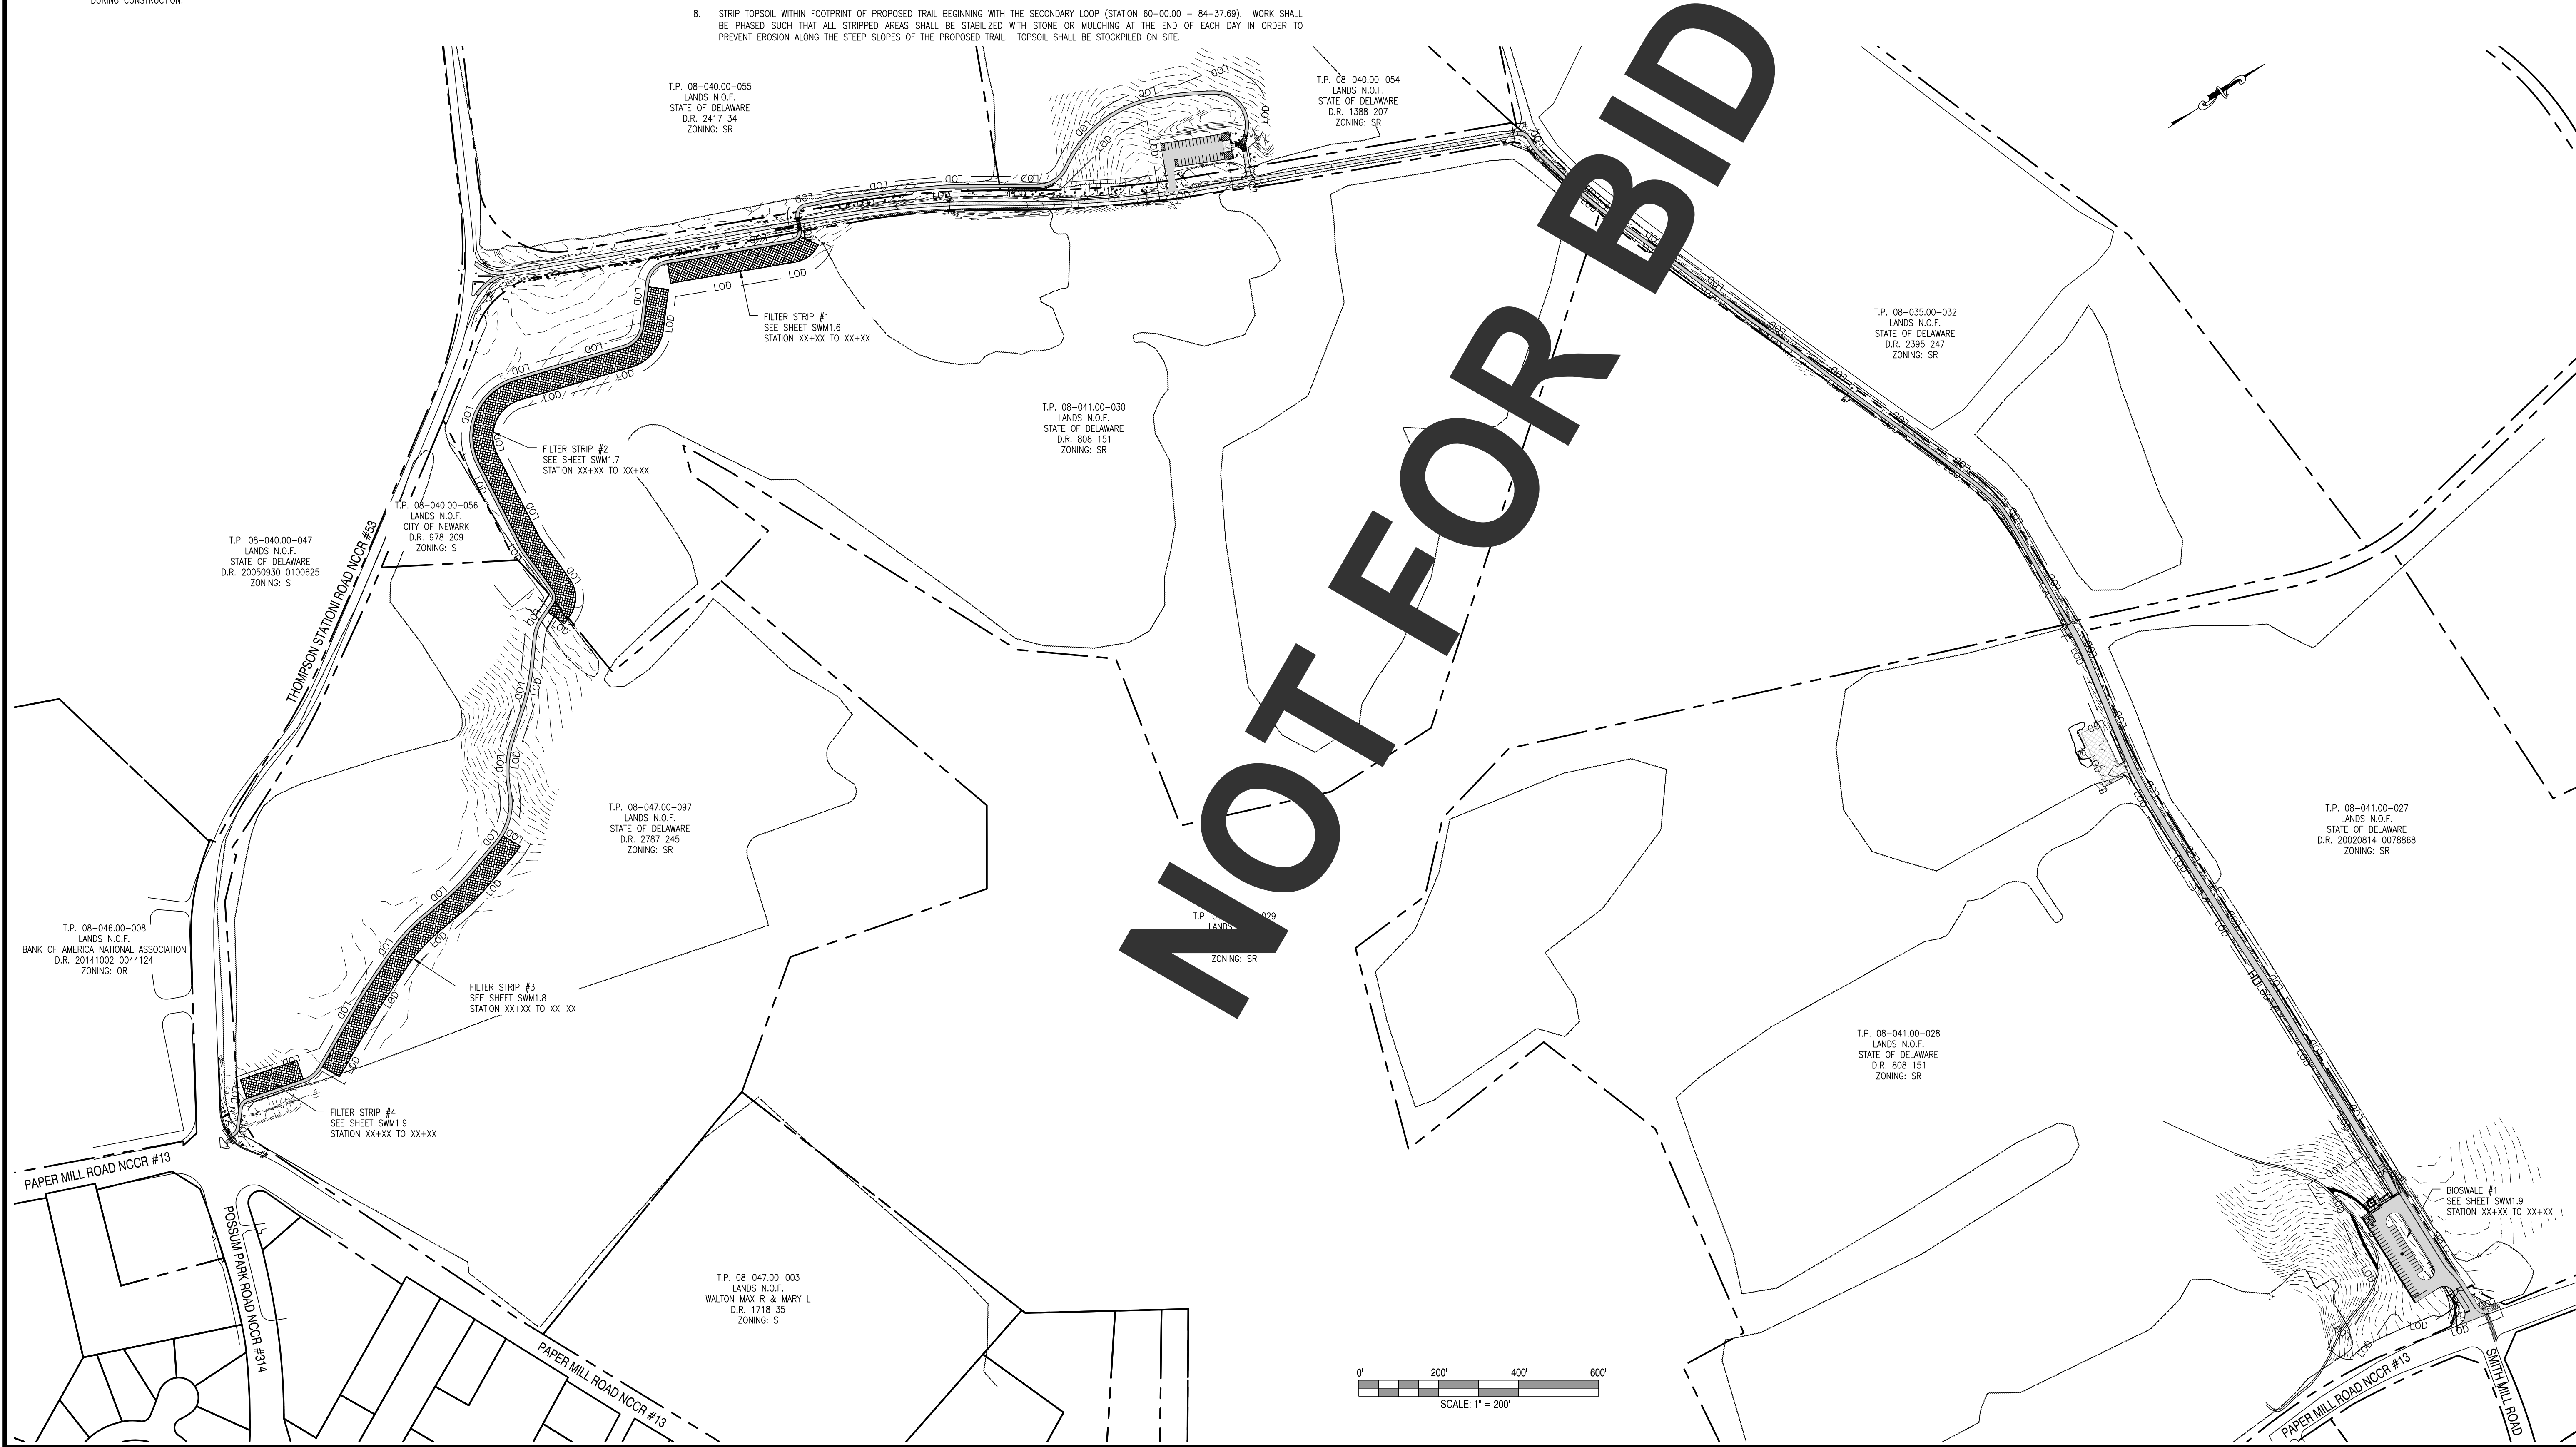 DURING CONSTRUCTION.
8. STRIP TOPSOIL WITHIN FOOTPRINT OF PROPOSED TRAIL BEGINNING WITH THE SECONDARY LOOP (STATION 60+00.00 - 84+37.69). WORK SHALL
BE PHASED SUCH THAT ALL STRIPPED AREAS SHALL BE STABILIZED WITH STONE OR MULCHING AT THE END OF EACH DAY IN ORDER TO
PREVENT EROSION ALONG THE STEEP SLOPES OF THE PROPOSED TRAIL. TOPSOIL SHALL BE STOCKPILED ON SITE.
T.P. 08-040.00-055
LANDS N.O.F.
STATE OF DELAWARE
D.R. 2417 34
ZONING: SR
T.P. 08-040.00-054
LANDS N.O.F.
STATE OF DELAWARE
D.R. 1388 207
ZONING: SR
NOT FOR BID
FILTER STRIP #1
SEE SHEET SWM1.6
STATION XX+XX TO XX+XX
T.P. 08-035.00-032
LANDS N.O.F.
STATE OF DELAWARE
D.R. 2395 247
ZONING: SR
T.P. 08-041.00-030
LANDS N.O.F.
STATE OF DELAWARE
D.R. 808 151
ZONING: SR
FILTER STRIP #2
SEE SHEET SWM1.7
STATION XX+XX TO XX+XX
T.P. 08-040.00-056
LANDS N.O.F.
CITY OF NEWARK
D.R. 978 209
ZONING: S
T.P. 08-040.00-047
LANDS N.O.F.
STATE OF DELAWARE
D.R. 20050930 0100625
ZONING: S
THOMPSON STATIONI ROAD NCCR #53
T.P. 08-047.00-097
LANDS N.O.F.
STATE OF DELAWARE
D.R. 2787 245
ZONING: SR
T.P. 08-041.00-027
LANDS N.O.F.
STATE OF DELAWARE
D.R. 20020814 0078868
ZONING: SR
T.P. 08-046.00-008
LANDS N.O.F.
BANK OF AMERICA NATIONAL ASSOCIATION
D.R. 20141002 0044124
ZONING: OR
T.P.
029
LANDS
ZONING: SR
FILTER STRIP #3
SEE SHEET SWM1.8
STATION XX+XX TO XX+XX
T.P. 08-041.00-028
LANDS N.O.F.
STATE OF DELAWARE
D.R. 808 151
ZONING: SR
FILTER STRIP #4
SEE SHEET SWM1.9
STATION XX+XX TO XX+XX
PAPER MILL ROAD NCCR #13
POSSUM PARK ROAD NCCR #314
BIOSWALE #1
SEE SHEET SWM1.9
STATION XX+XX TO XX+XX
T.P. 08-047.00-003
LANDS N.O.F.
WALTON MAX R & MARY L
D.R. 1718 35
ZONING: S
PAPER MILL ROAD NCCR #13
0' 200' 400' 600'
SCALE: 1" = 200'
PAPER MILL ROAD NCCR #13
SMITH MILL ROAD
LOD
LOD
LOD
LOD
LOD
LOD
LOD
LOD
LOD
LOD
LOD
LOD